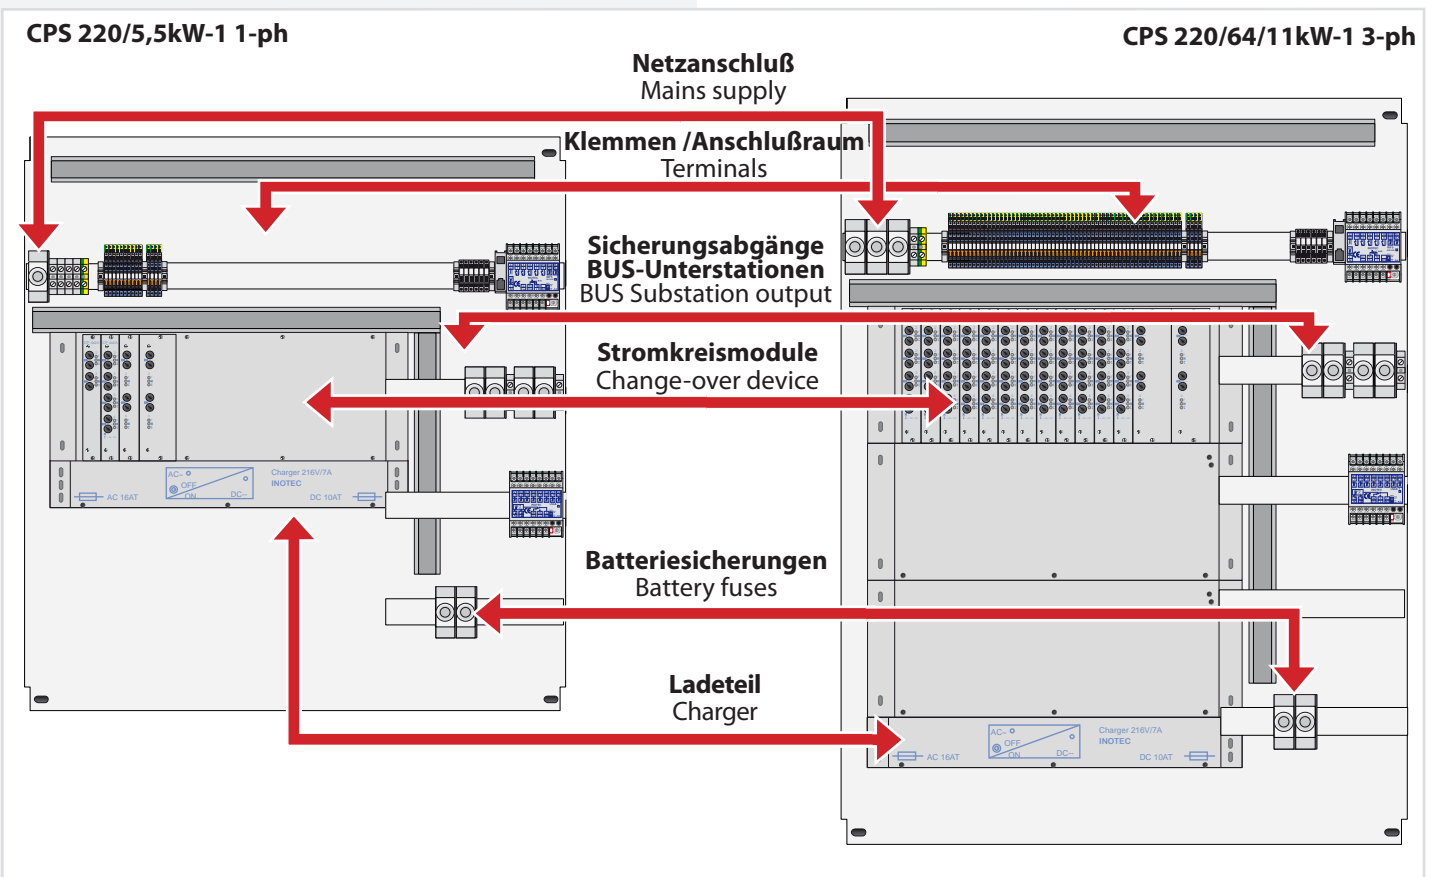 CPS 220/5,5kW-1 1-ph
CPS 220/64/11kW-1 3-ph
Netzanschluß
Mains supply
Klemmen /Anschlußraum
Terminals
Sicherungsabgänge
BUS-Unterstationen
BUS Substation output
Stromkreismodule
Change-over device
AC~
OFF
ON
DC--
Charger 216V/7A
INOTEC
AC 16AT
DC 10AT
Batteriesicherungen
Battery fuses
Ladeteil
Charger
AC~
OFF
ON
DC--
Charger 216V/7A
INOTEC
AC 16AT
DC 10AT